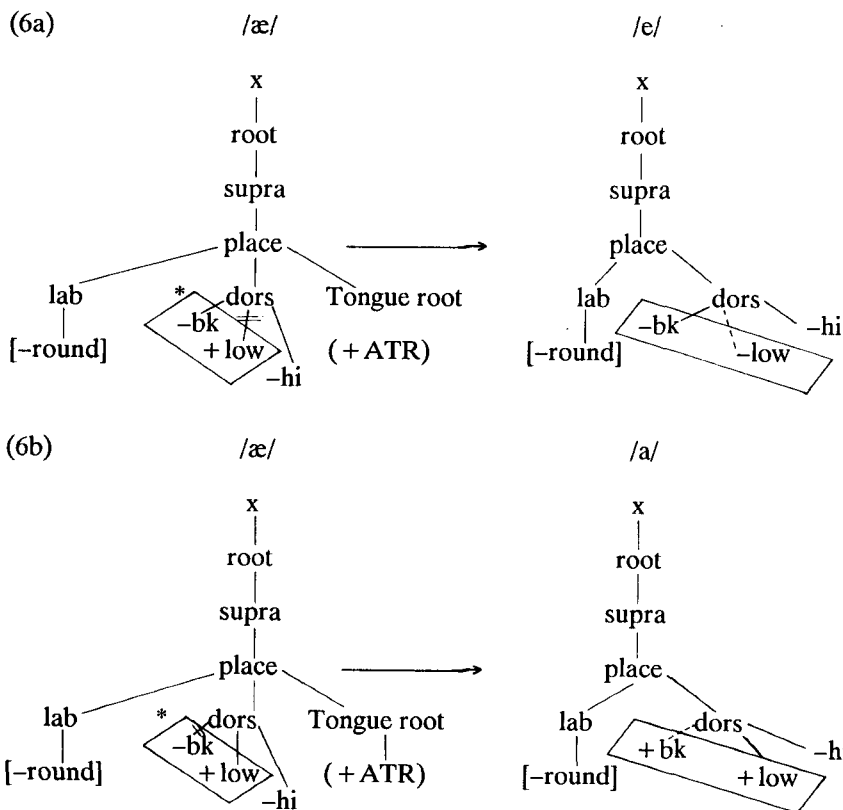 (6a) /æ/ /e/
x x
root root
supra supra
place place
lab * dors Tongue root lab dors
–bk –bk –hi
[–round] +low (+ATR) [–round] –low
–hi
(6b) /æ/ /a/
x x
root root
supra supra
place place
lab * dors Tongue root lab dors
–bk +bk –h
[–round] +low (+ATR) [–round] +low
–hi